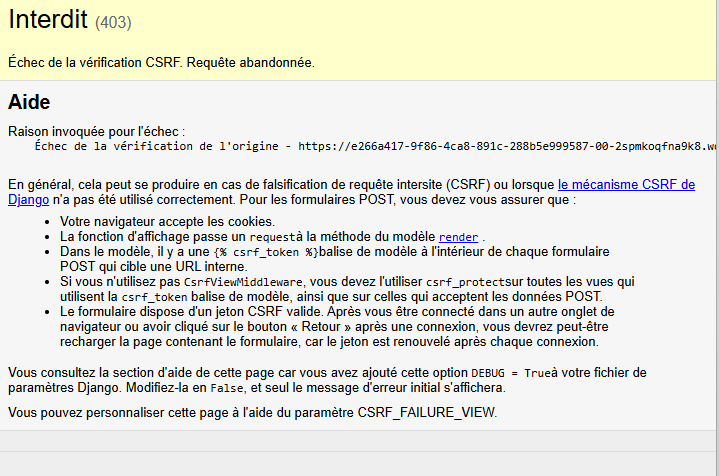 Interdit (403)
Échec de la vérification CSRF. Requête abandonnée.
Aide
Raison invoquée pour l'échec :
Échec de la vérification de l'origine - https://e266a417-9f86-4ca8-891c-288b5e999587-00-2spmkoqfna9k8.wo
En général, cela peut se produire en cas de falsification de requête intersite (CSRF) ou lorsque le mécanisme CSRF de
Django n'a pas été utilisé correctement. Pour les formulaires POST, vous devez vous assurer que :
• Votre navigateur accepte les cookies.
• La fonction d'affichage passe un requestà la méthode du modèle render .
• Dans le modèle, il y a une {% csrf_token %}balise de modèle à l'intérieur de chaque formulaire
POST qui cible une URL interne.
• Si vous n'utilisez pas CsrfViewMiddleware, vous devez l'utiliser csrf_protectsur toutes les vues qui
utilisent la csrf_token balise de modèle, ainsi que sur celles qui acceptent les données POST.
• Le formulaire dispose d'un jeton CSRF valide. Après vous être connecté dans un autre onglet de
navigateur ou avoir cliqué sur le bouton « Retour » après une connexion, vous devrez peut-être
recharger la page contenant le formulaire, car le jeton est renouvelé après chaque connexion.
Vous consultez la section d'aide de cette page car vous avez ajouté cette option DEBUG = Trueà votre fichier de
paramètres Django. Modifiez-la en False, et seul le message d'erreur initial s'affichera.
Vous pouvez personnaliser cette page à l'aide du paramètre CSRF_FAILURE_VIEW.